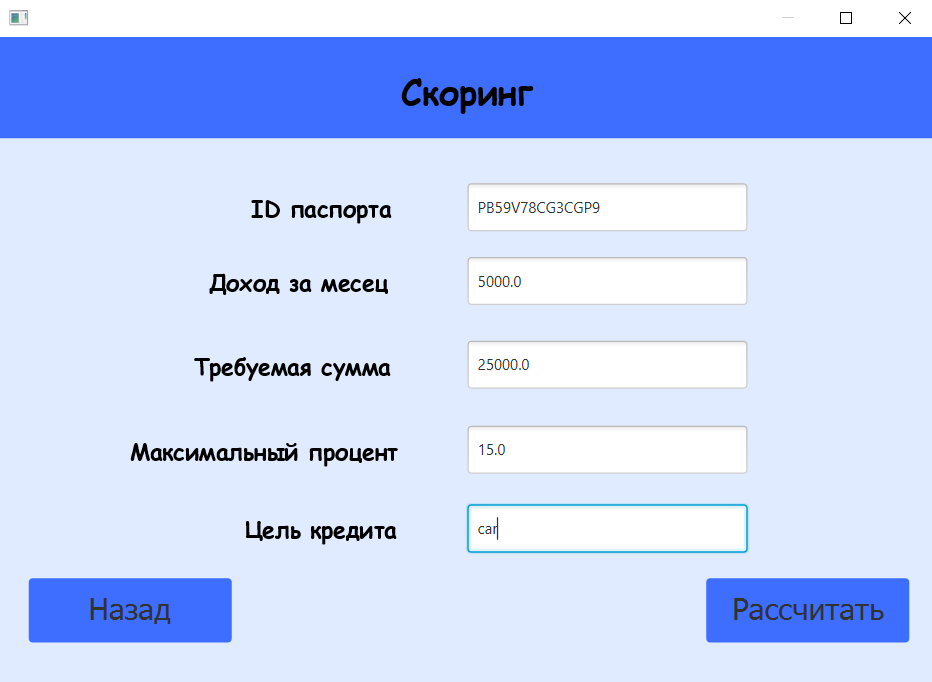 Скоринг
ID паспорта PB59V78CG3CGP9
Доход за месец 5000.0
Требуемая сумма 25000.0
Максимальный процент 15.0
Цель кредита car
Назад Рассчитать